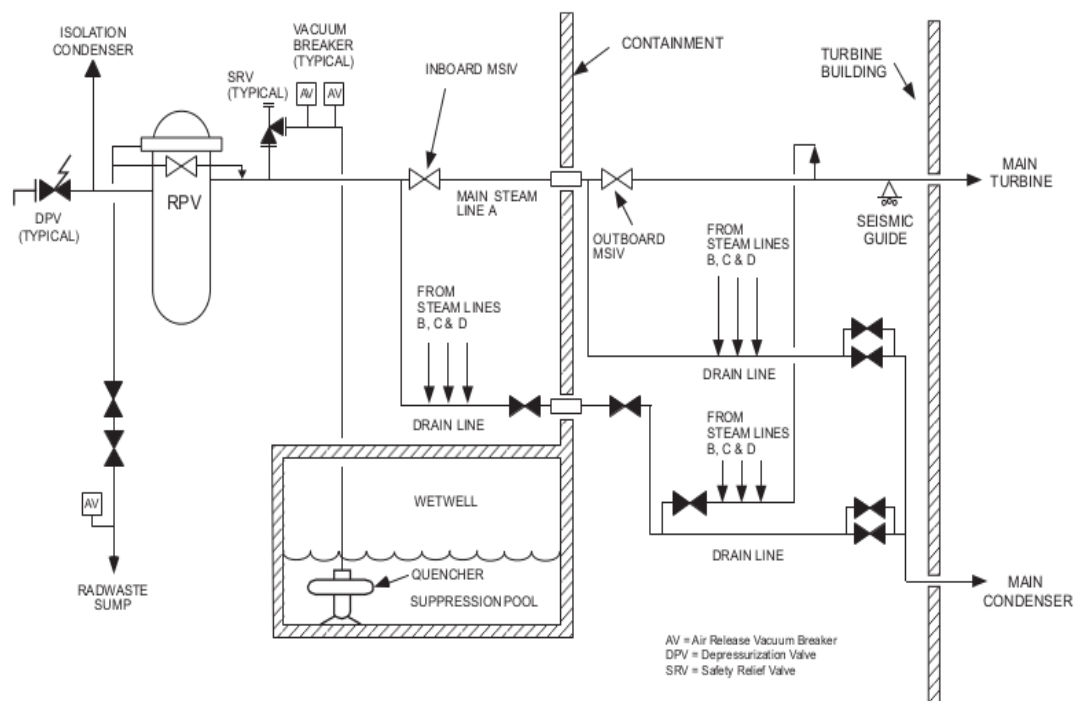 ISOLATION
CONDENSER
VACUUM
BREAKER
(TYPICAL)
SRV
(TYPICAL)
AV
AV
INBOARD MSIV
CONTAINMENT
TURBINE
BUILDING
RPV
DPV
(TYPICAL)
MAIN STEAM
LINE A
OUTBOARD
MSIV
SEISMIC
GUIDE
MAIN
TURBINE
FROM
STEAM LINES
B, C & D
FROM
STEAM LINES
B, C & D
DRAIN LINE
DRAIN LINE
FROM
STEAM LINES
B, C & D
DRAIN LINE
AV
RADWASTE
SUMP
WETWELL
QUENCHER
SUPPRESSION POOL
MAIN
CONDENSER
AV = Air Release Vacuum Breaker
DPV = Depressurization Valve
SRV = Safety Relief Valve